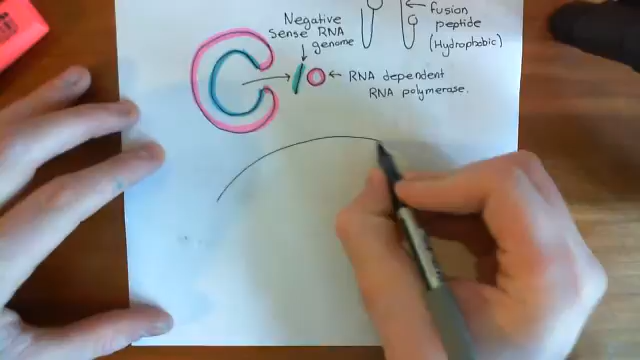 Negative
Sense RNA
genome
fusion
peptide
(Hydrophobic)
RNA dependent
RNA polymerase.